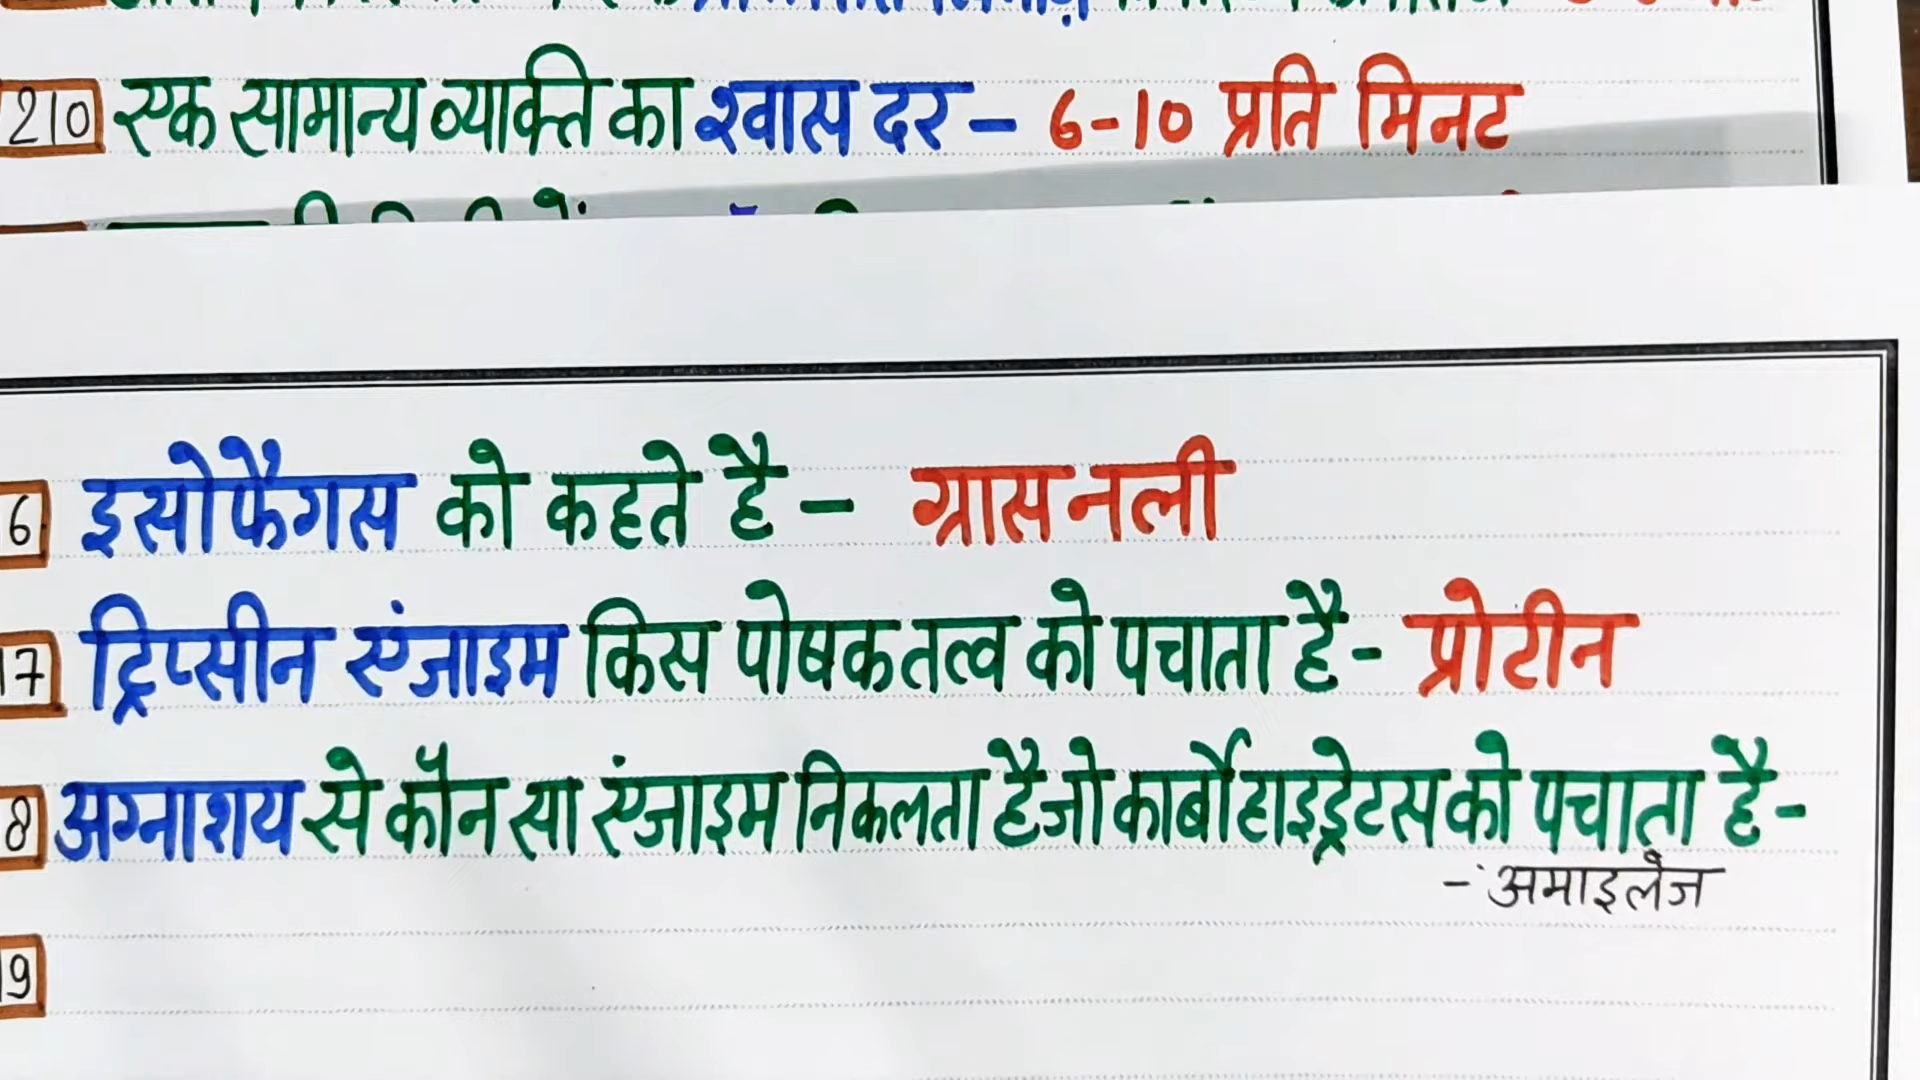 210 एक सामान्य व्यक्ति का श्वास दर – 6-10 प्रति मिनट
6 इसोफैगस को कहते है – ग्रासनली
17 ट्रिप्सीन एंजाइम किस पोषक तत्व को पचाता है- प्रोटीन
8 अग्नाशय से कौन सा एंजाइम निकलता है जो कार्बोहाइड्रेटस को पचाता है-
- अमाइलेज
19